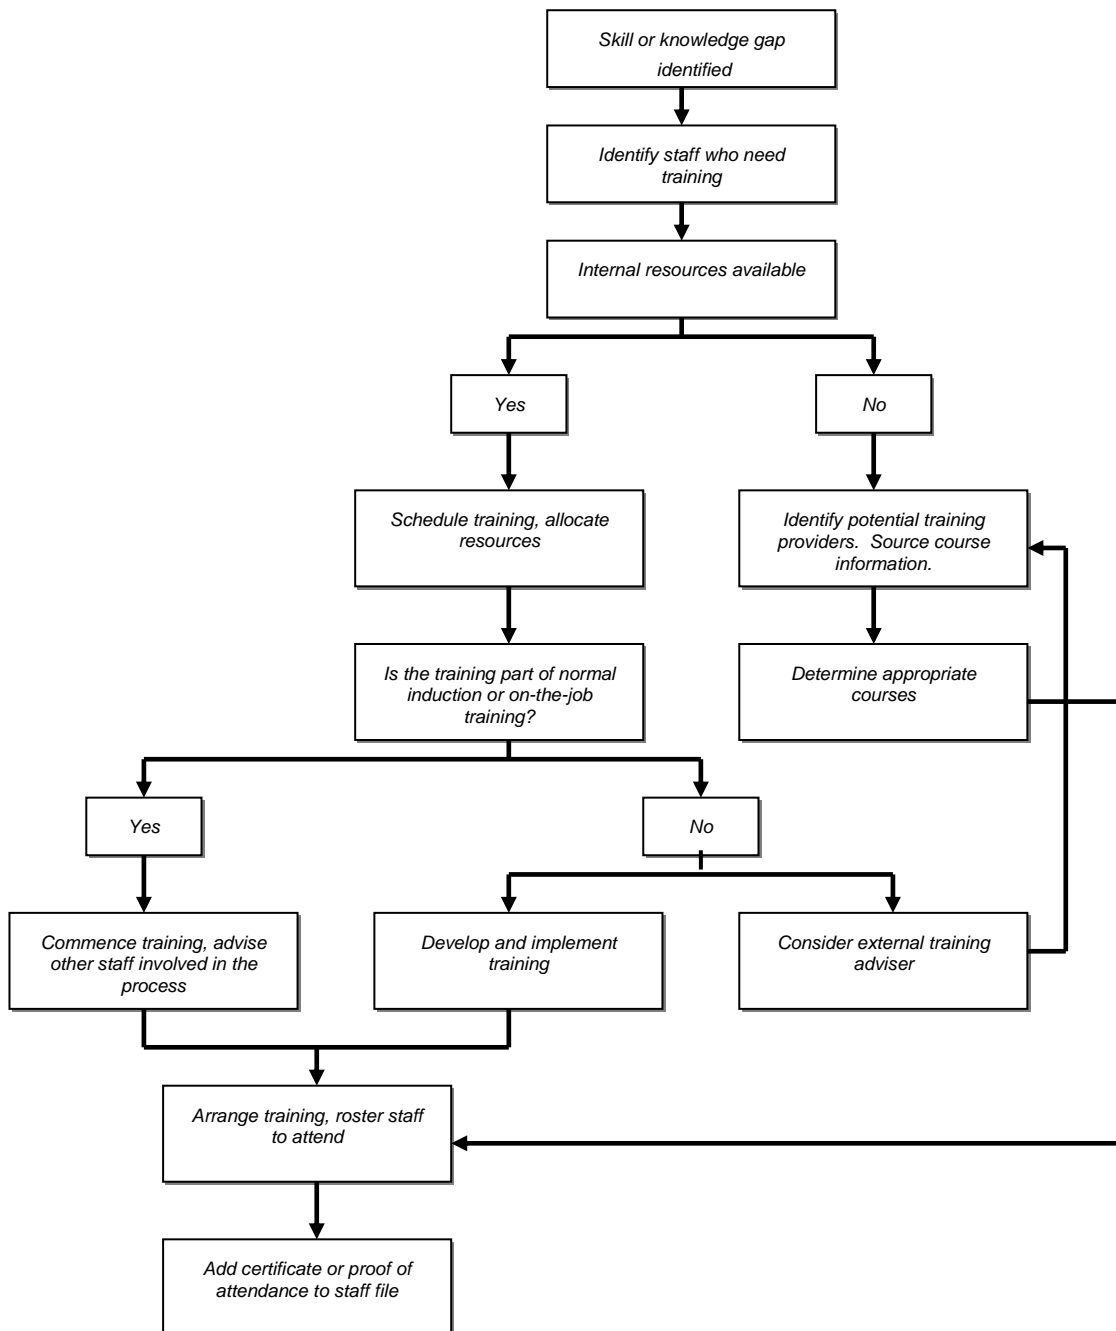 Skill or knowledge gap
identified
Identify staff who need
training
Internal resources available
Yes
No
Schedule training, allocate
resources
Identify potential training
providers.  Source course
information.
Is the training part of normal
induction or on-the-job
training?
Determine appropriate
courses
Yes
No
Commence training, advise
other staff involved in the
process
Develop and implement
training
Consider external training
adviser
Arrange training, roster staff
to attend
Add certificate or proof of
attendance to staff file